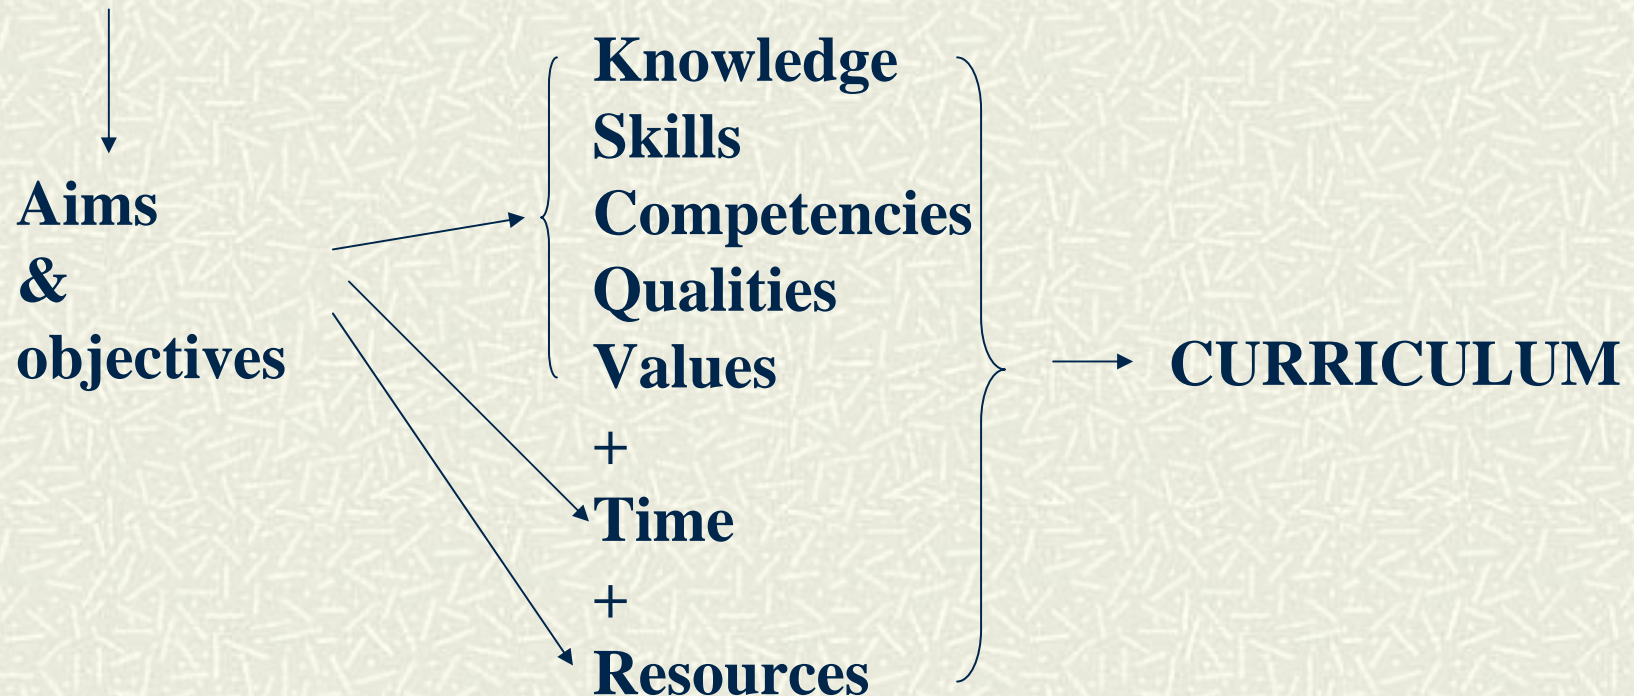 Aims
&
objectives
Knowledge
Skills
Competencies
Qualities
Values
+
Time
+
Resources
CURRICULUM